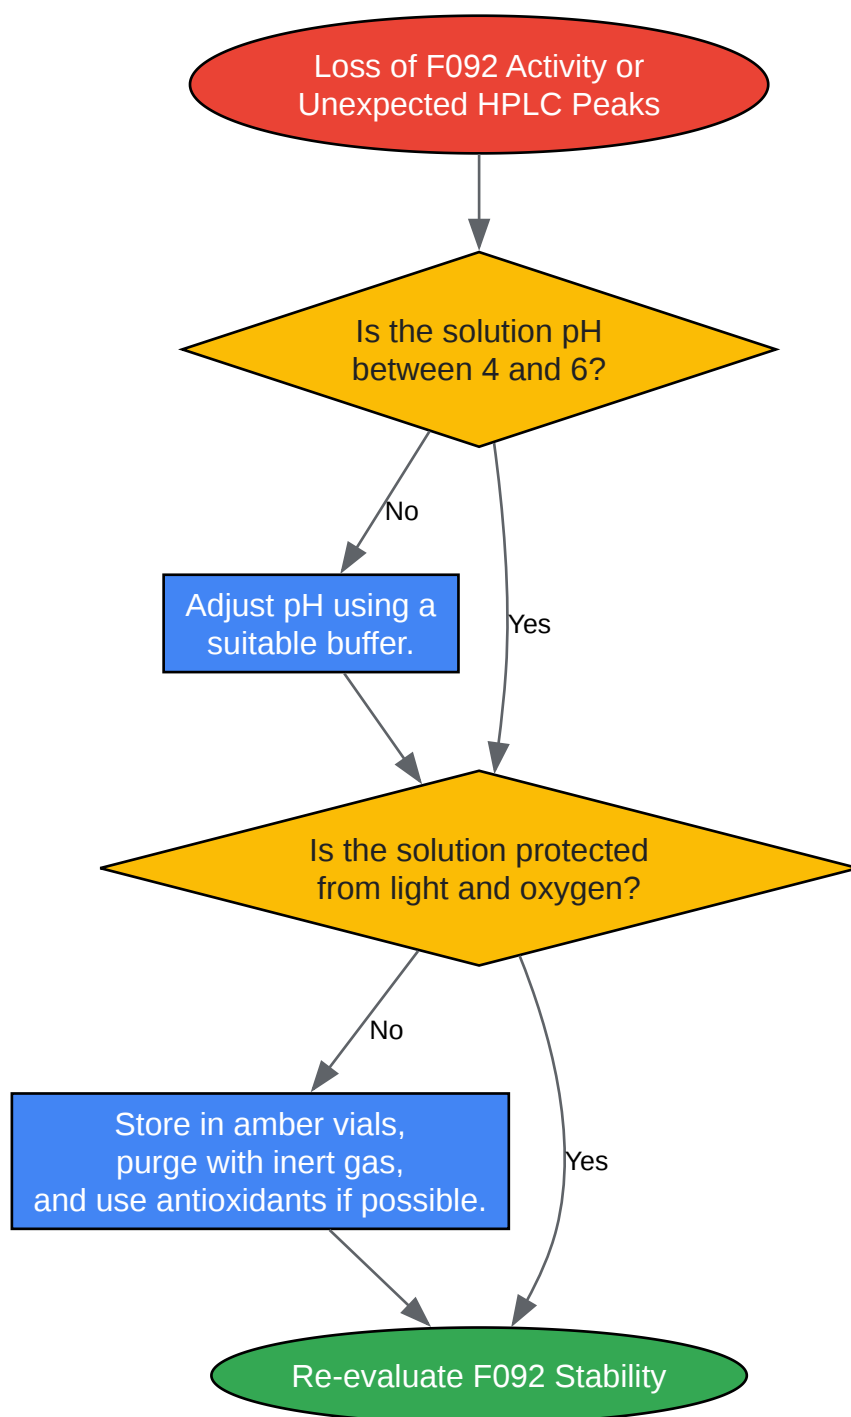 Loss of F092 Activity or
Unexpected HPLC Peaks
Is the solution pH
between 4 and 6?
No
Adjust pH using a
suitable buffer.
Yes
Is the solution protected
from light and oxygen?
No
Store in amber vials,
purge with inert gas,
and use antioxidants if possible.
Yes
Re-evaluate F092 Stability